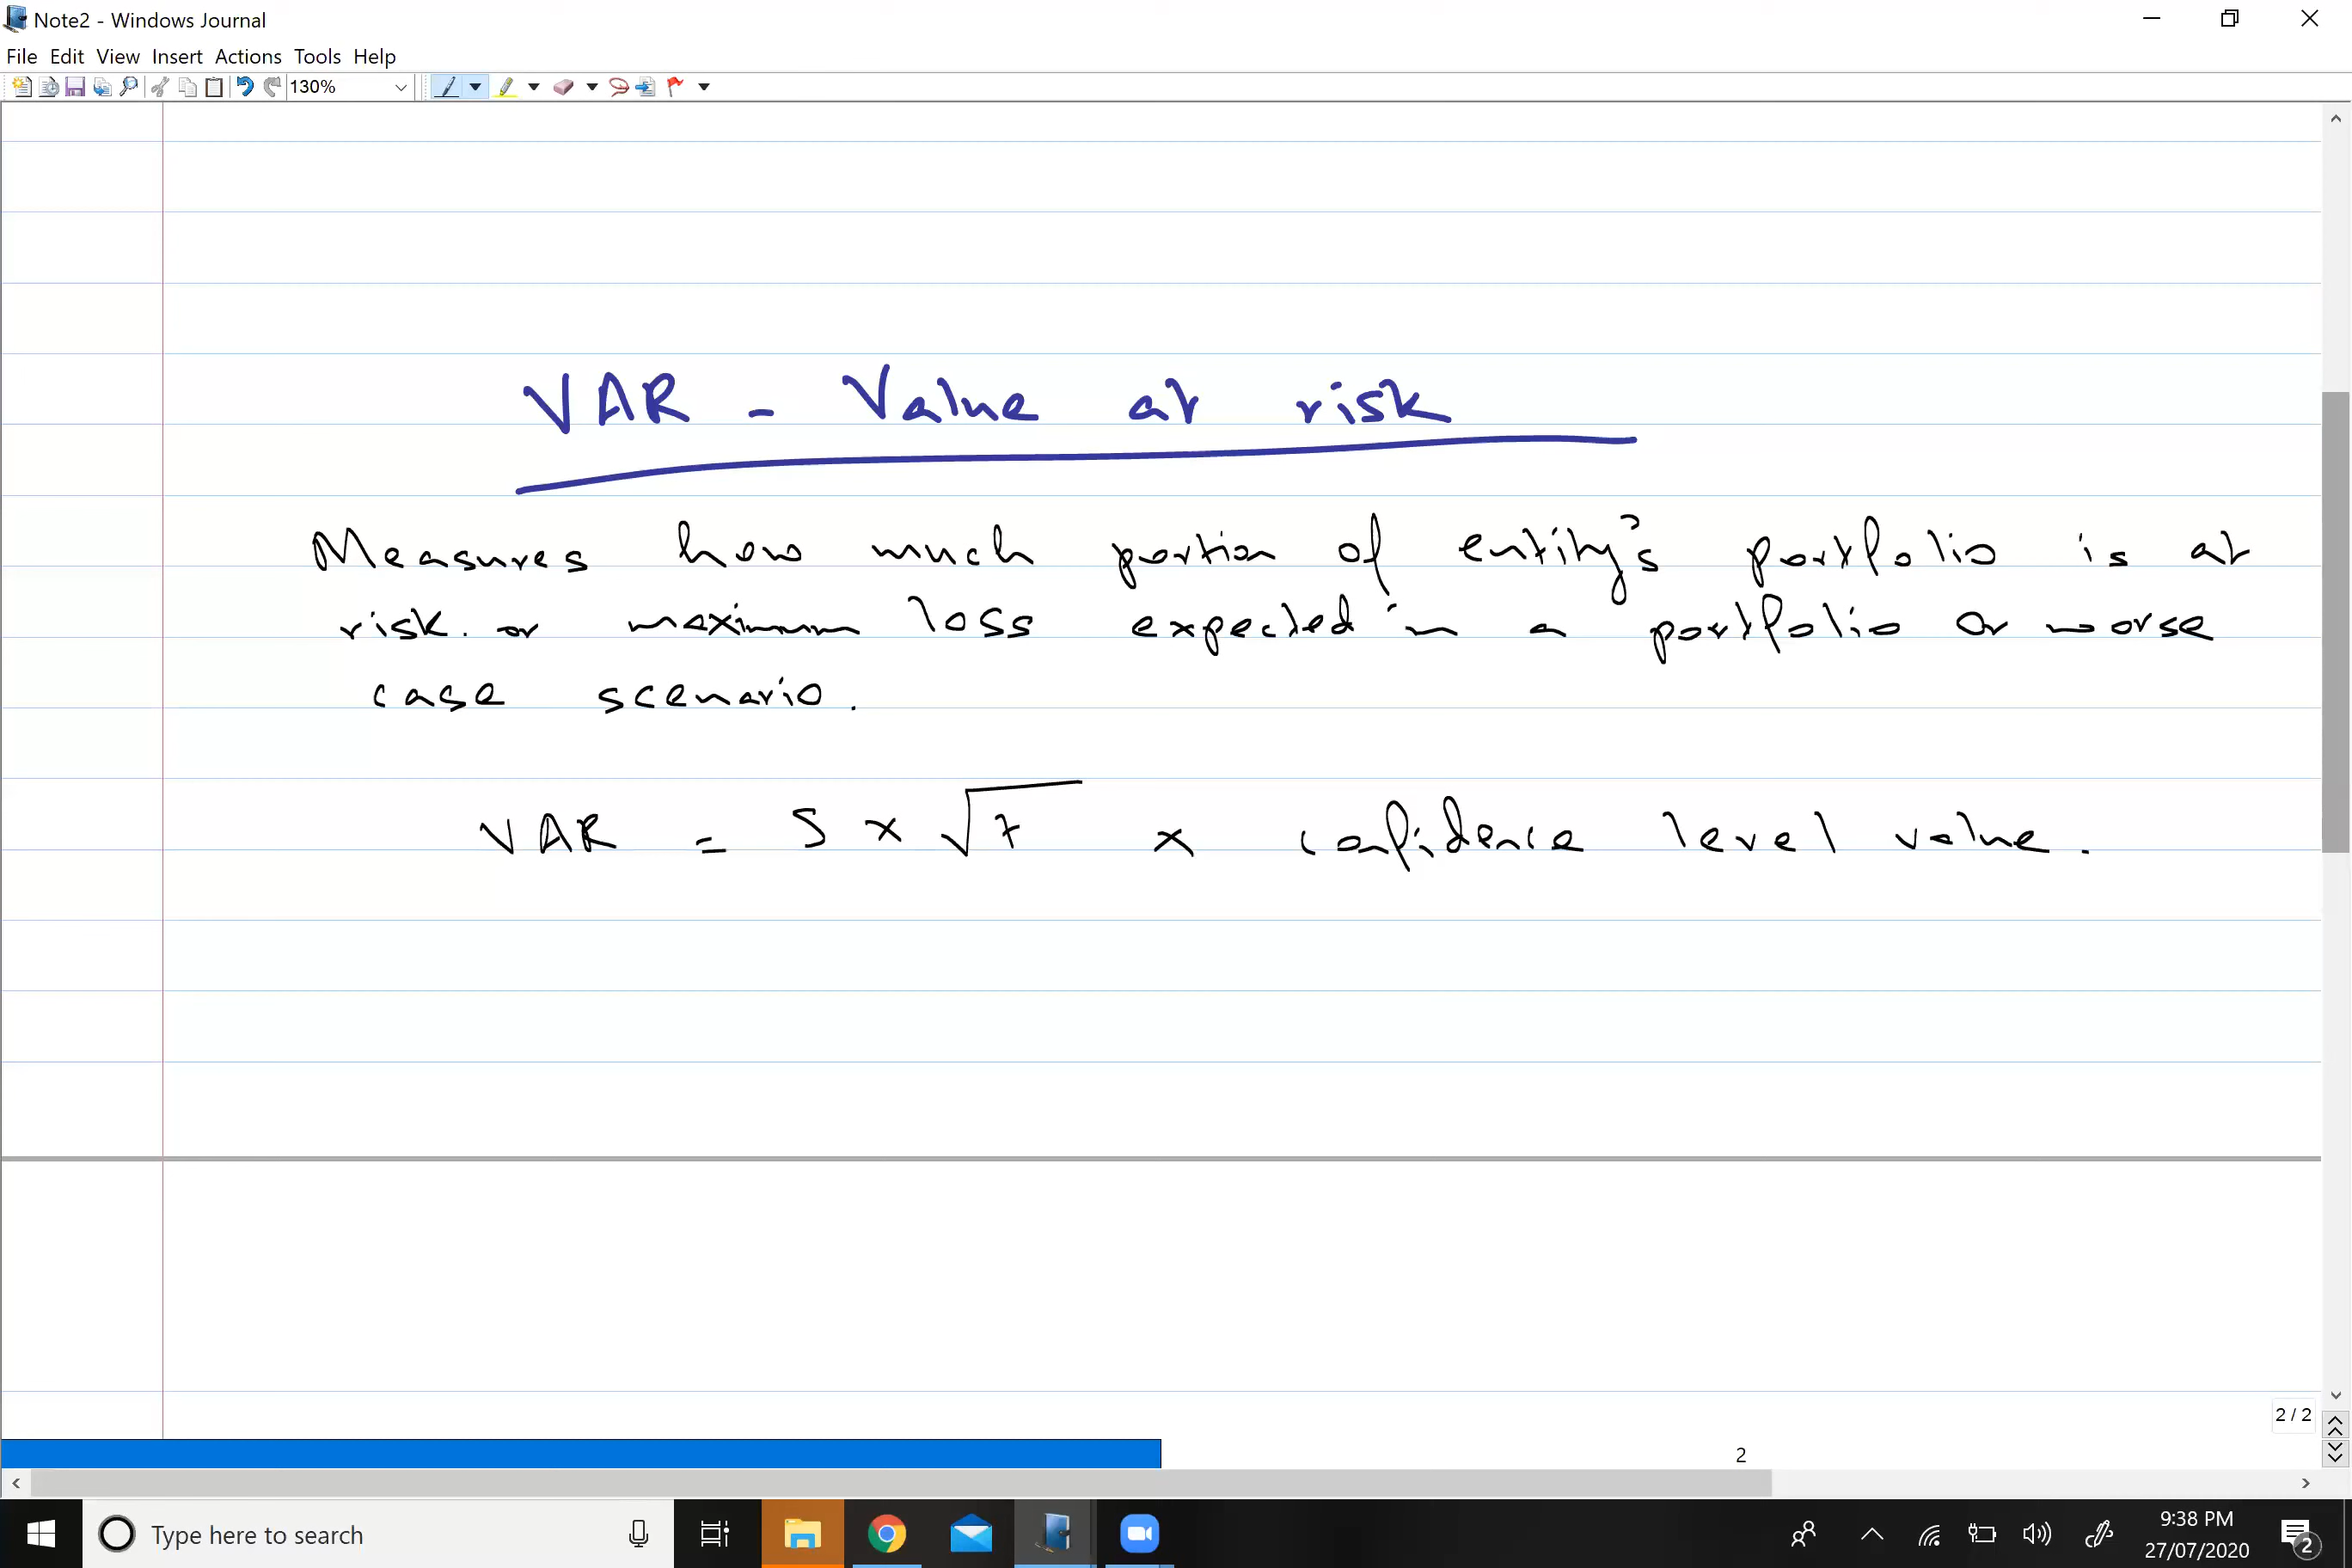 Note2 - Windows Journal
File Edit View Insert Actions Tools Help
130%
VAR - Value at risk
Measures how much portion of entity's portfolio is at
risk. or maximum loss expected in a portfolio or worse
case scenario.
VAR = S x √7 x confidence level value.
2 / 2
2
Type here to search
9:38 PM
27/07/2020
2